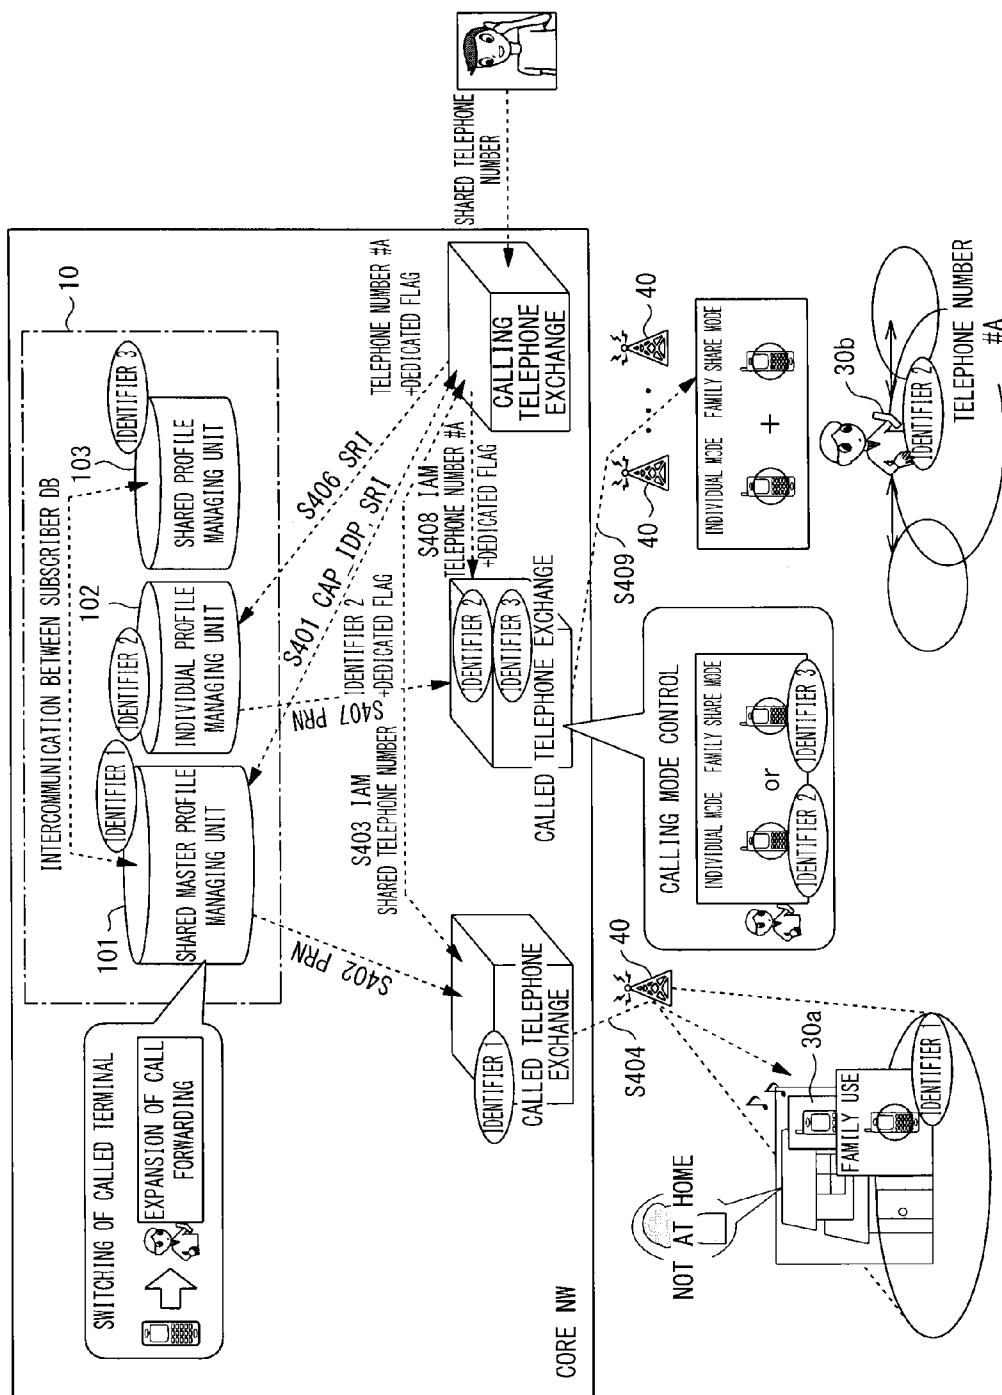 SWITCHING OF CALLED TERMINAL
EXPANSION OF CALL
FORWARDING
INTERCOMMUNICATION BETWEEN SUBSCRIBER DB
10
101
IDENTIFIER 1
SHARED MASTER PROFILE
MANAGING UNIT
102
IDENTIFIER 2
INDIVIDUAL PROFILE
MANAGING UNIT
103
IDENTIFIER 3
SHARED PROFILE
MANAGING UNIT
S402 PRN
S407 PRN
IDENTIFIER 2
+DEDICATED FLAG
S401 CAP_IDP, SRI
S406 SRI
TELEPHONE NUMBER #A
+DEDICATED FLAG
S403 IAM
SHARED TELEPHONE NUMBER
S408 IAM
TELEPHONE NUMBER #A
+DEDICATED FLAG
IDENTIFIER 1
CALLED TELEPHONE
EXCHANGE
IDENTIFIER 2
IDENTIFIER 3
CALLED TELEPHONE EXCHANGE
CALLING
TELEPHONE
EXCHANGE
SHARED TELEPHONE
NUMBER
CORE NW
S404
40
S409
40
40
NOT AT HOME
30a
FAMILY USE
IDENTIFIER 1
CALLING MODE CONTROL
INDIVIDUAL MODE
FAMILY SHARE MODE
or
IDENTIFIER 2
IDENTIFIER 3
INDIVIDUAL MODE
FAMILY SHARE MODE
+
30b
IDENTIFIER 2
TELEPHONE NUMBER
#A